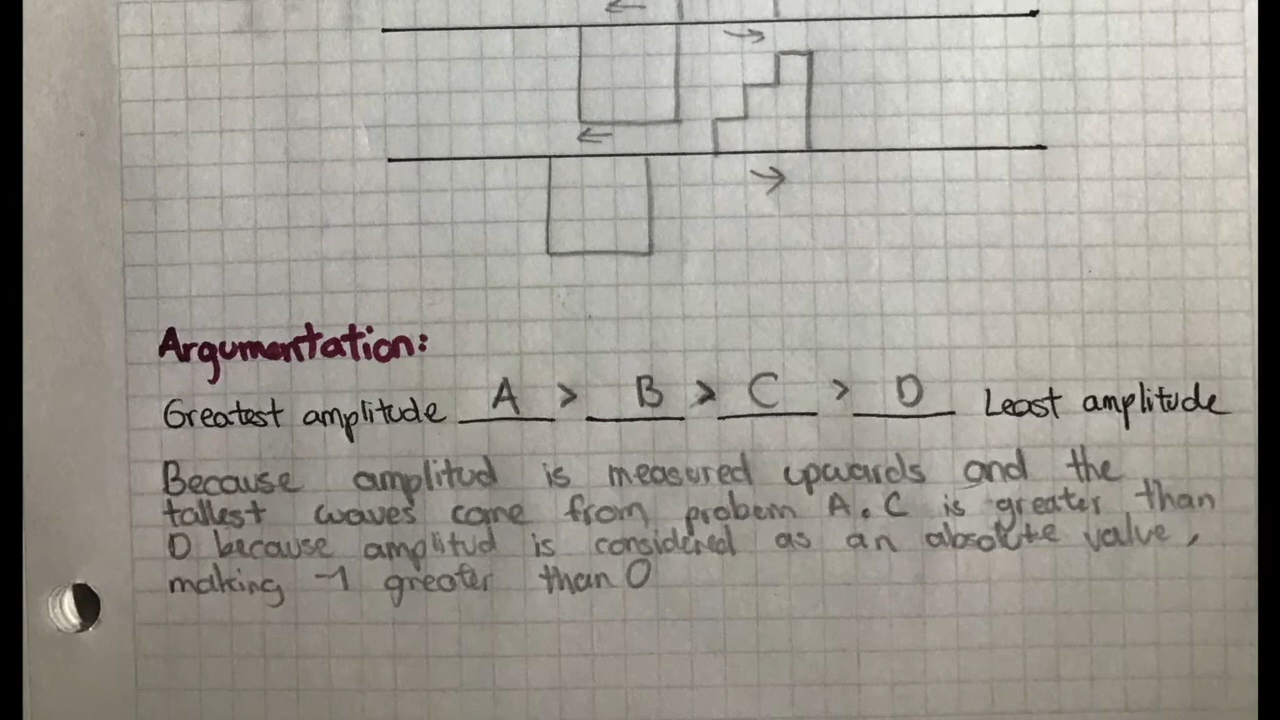 Argumentation:
Greatest amplitude A > B > C > D Least amplitude
Because amplitud is measured upwards and the
tallest waves come from probem A. C is greater than
D because amplitud is considered as an absolute value,
making -1 greater than 0